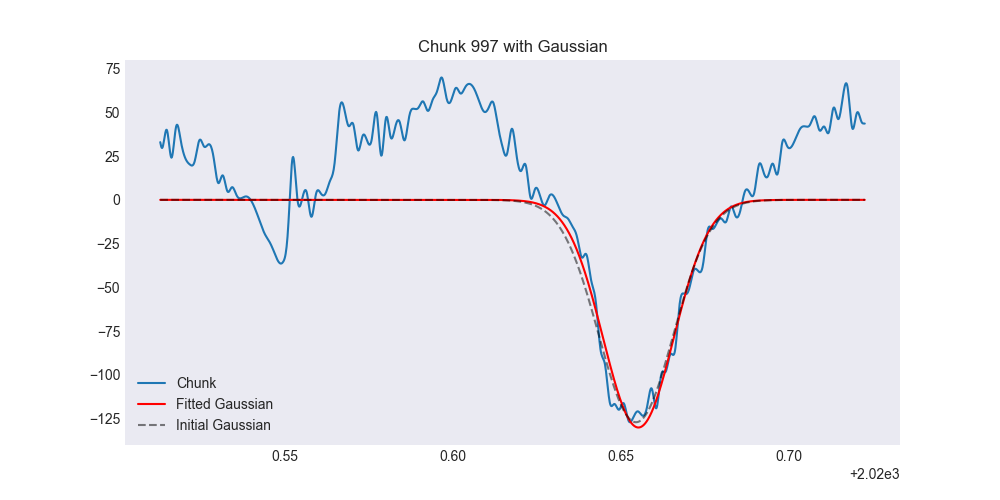 Chunk 997 with Gaussian
75
50
25
0
−25
−50
−75
−100
−125
Chunk
Fitted Gaussian
Initial Gaussian
0.55 0.60 0.65 0.70
+2.02e3